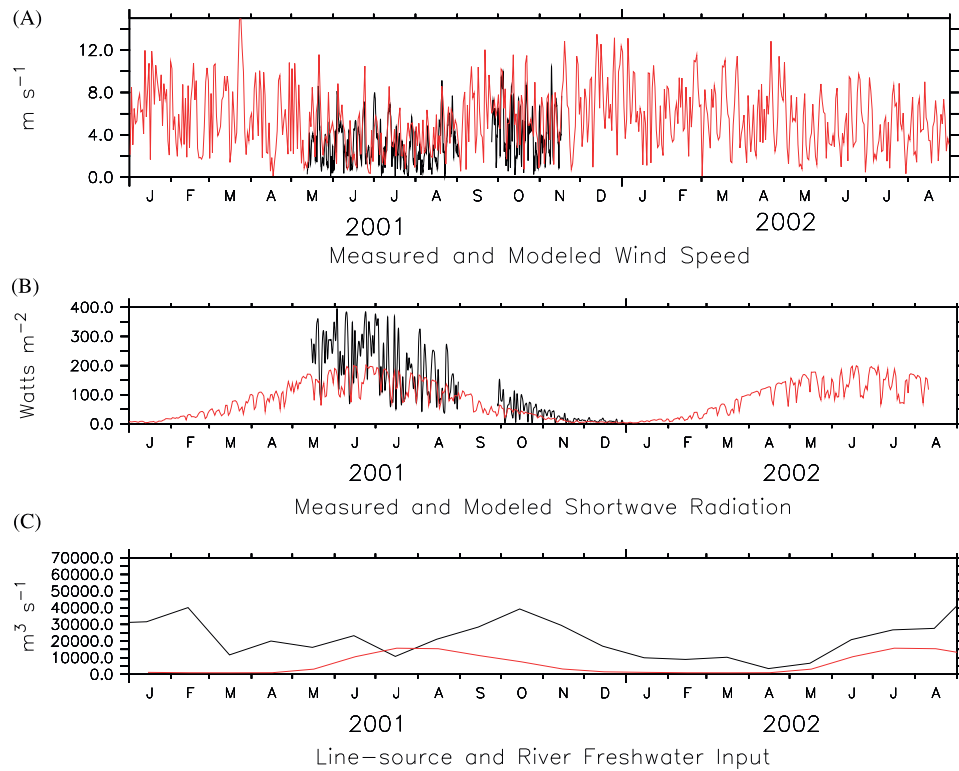 (A)
m s⁻¹
12.0
8.0
4.0
0.0
J F M A M J J A S O N D J F M A M J J A
2001 2002
Measured and Modeled Wind Speed
(B)
Watts m⁻²
400.0
300.0
200.0
100.0
0.0
J F M A M J J A S O N D J F M A M J J A
2001 2002
Measured and Modeled Shortwave Radiation
(C)
m³ s⁻¹
70000.0
60000.0
50000.0
40000.0
30000.0
20000.0
10000.0
0.0
J F M A M J J A S O N D J F M A M J J A
2001 2002
Line-source and River Freshwater Input